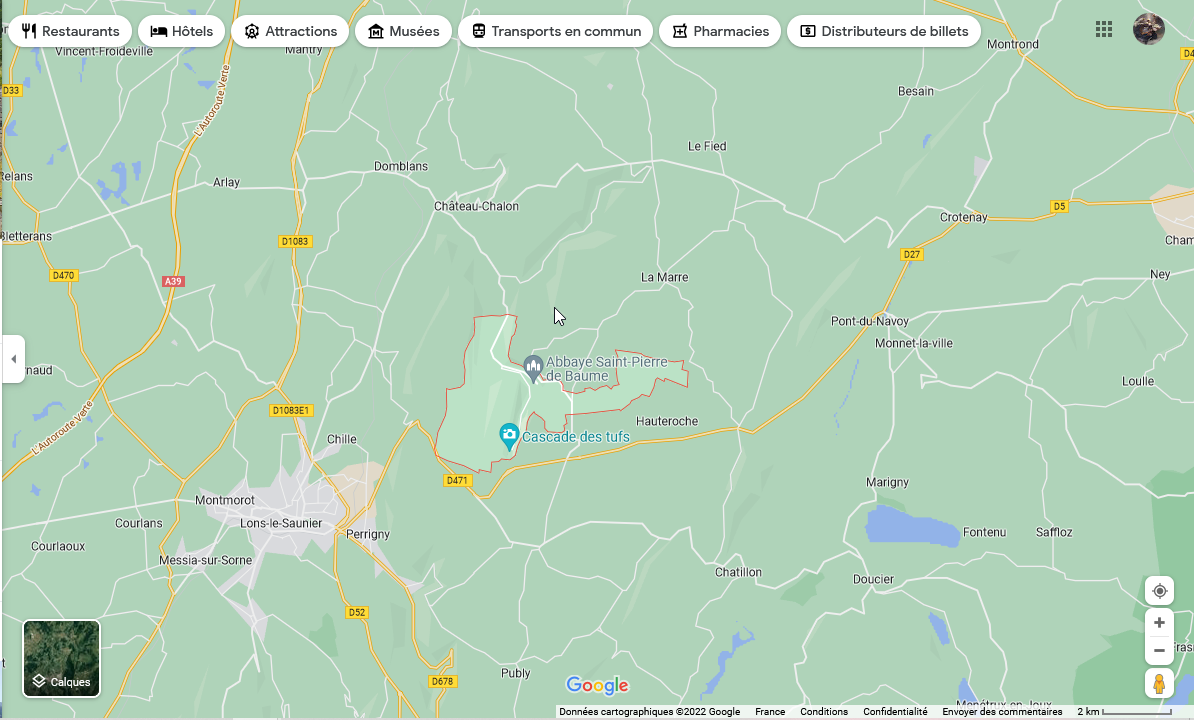 Restaurants
Hôtels
Attractions
Musées
Transports en commun
Pharmacies
Distributeurs de billets
Vincent-Froideville
Mantry
Montrond
D33
L'Autoroute Verte
Besain
Le Fied
Domblans
Relans
Arlay
Château-Chalon
D5
Crotenay
Bletterans
D1083
D27
Cham
D470
A39
La Marre
Ney
Pont-du-Navoy
Monnet-la-ville
Abbaye Saint-Pierre
de Baume
rnaud
Loulle
L'Autoroute Verte
D1083E1
Hauteroche
Chille
Cascade des tufs
D471
Marigny
Montmorot
Courlans
Lons-le-Saunier
Perrigny
Fontenu
Saffloz
Courlaoux
Messia-sur-Sorne
Chatillon
Doucier
D52
Publy
D678
Calques
Google
Menétrux-en-Joux
Données cartographiques ©2022 Google
France
Conditions
Confidentialité
Envoyer des commentaires
2 km